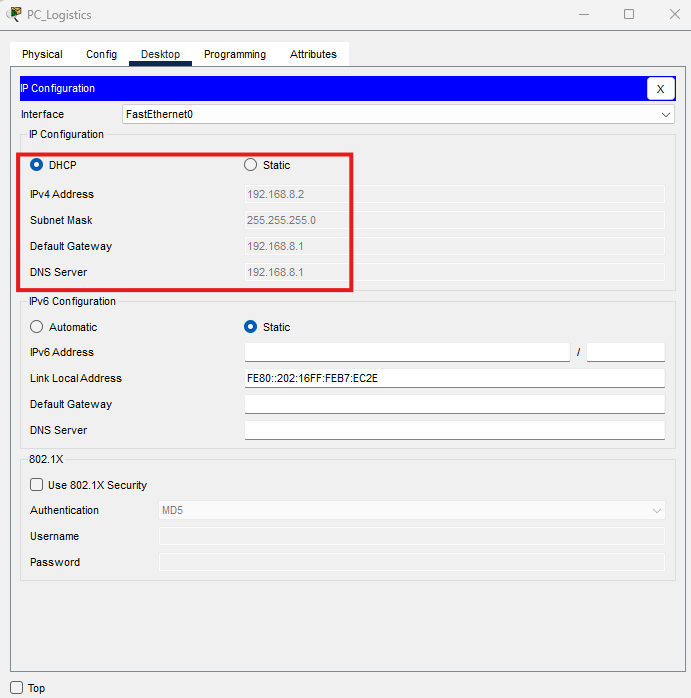 PC_Logistics
Physical Config Desktop Programming Attributes
IP Configuration X
Interface FastEthernet0
IP Configuration
DHCP Static
IPv4 Address 192.168.8.2
Subnet Mask 255.255.255.0
Default Gateway 192.168.8.1
DNS Server 192.168.8.1
IPv6 Configuration
Automatic Static
IPv6 Address /
Link Local Address FE80::202:16FF:FEB7:EC2E
Default Gateway
DNS Server
802.1X
Use 802.1X Security
Authentication MD5
Username
Password
Top